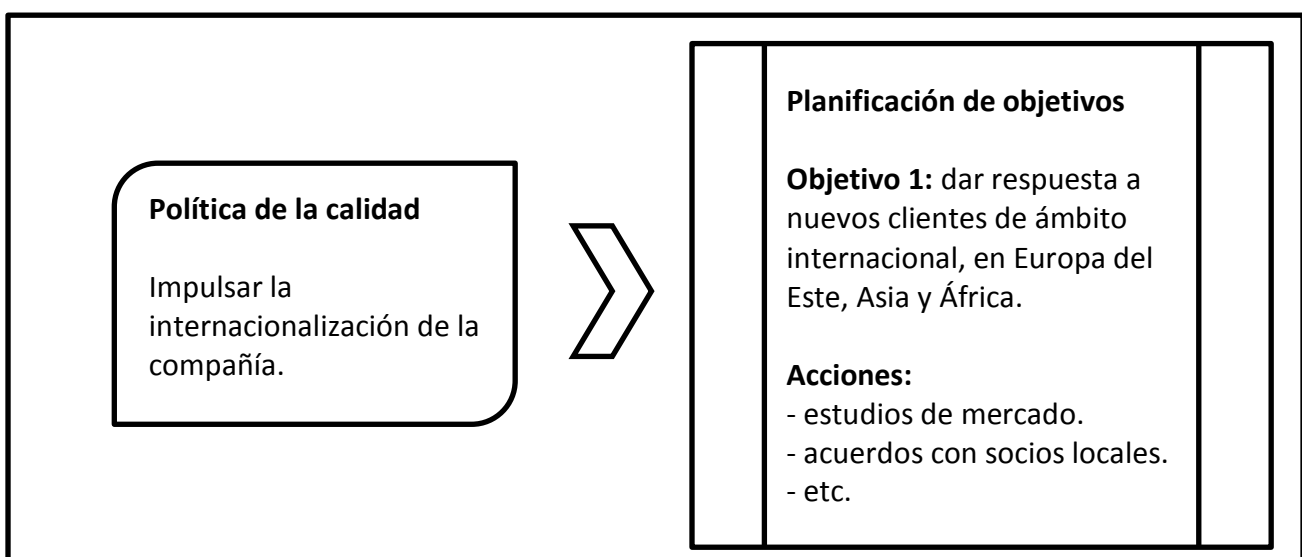 Política de la calidad
Impulsar la
internacionalización de la
compañía.
Planificación de objetivos
Objetivo 1: dar respuesta a
nuevos clientes de ámbito
internacional, en Europa del
Este, Asia y África.
Acciones:
- estudios de mercado.
- acuerdos con socios locales.
- etc.